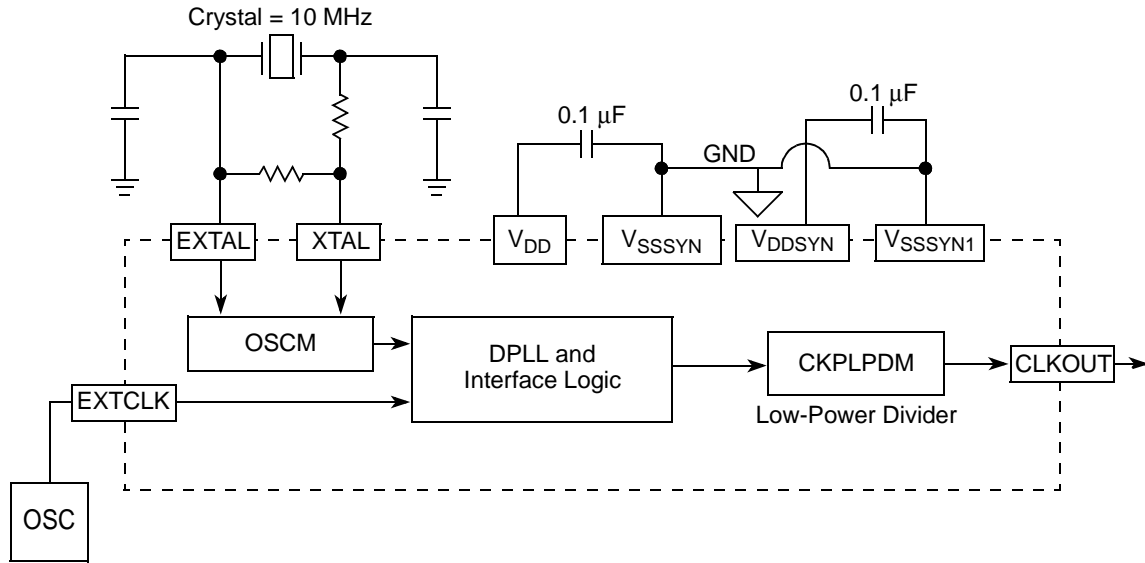 Crystal = 10 MHz
0.1 μF
0.1 μF
GND
EXTAL
XTAL
VDD
VSSSYN
VDDSYN
VSSSYN1
OSCM
DPLL and
Interface Logic
CKPLPDM
CLKOUT
EXTCLK
Low-Power Divider
OSC